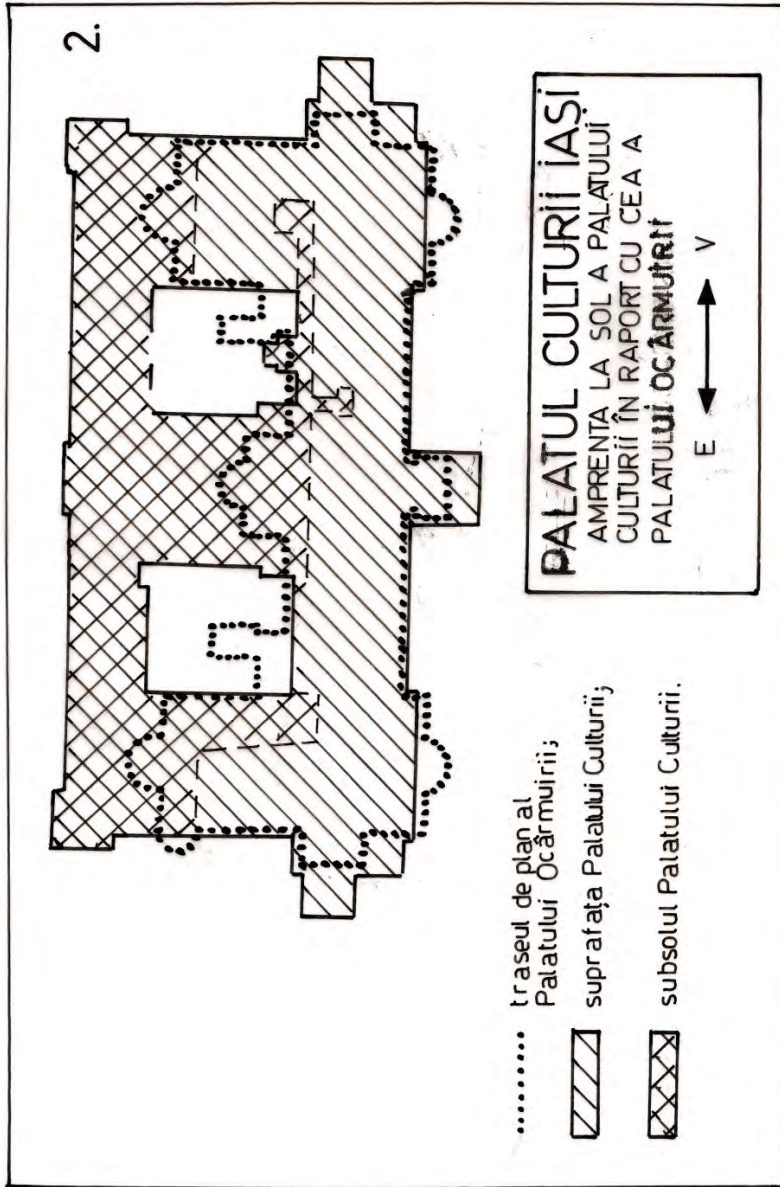 2.
PALATUL CULTURII IAȘI
AMPRENTA LA SOL A PALATULUI
CULTURII ÎN RAPORT CU CEA A
PALATULUI OCÂRMUIRII
E V
traseul de plan al
Palatului Ocârmuirii;
suprafața Palatului Culturii;
subsolul Palatului Culturii.